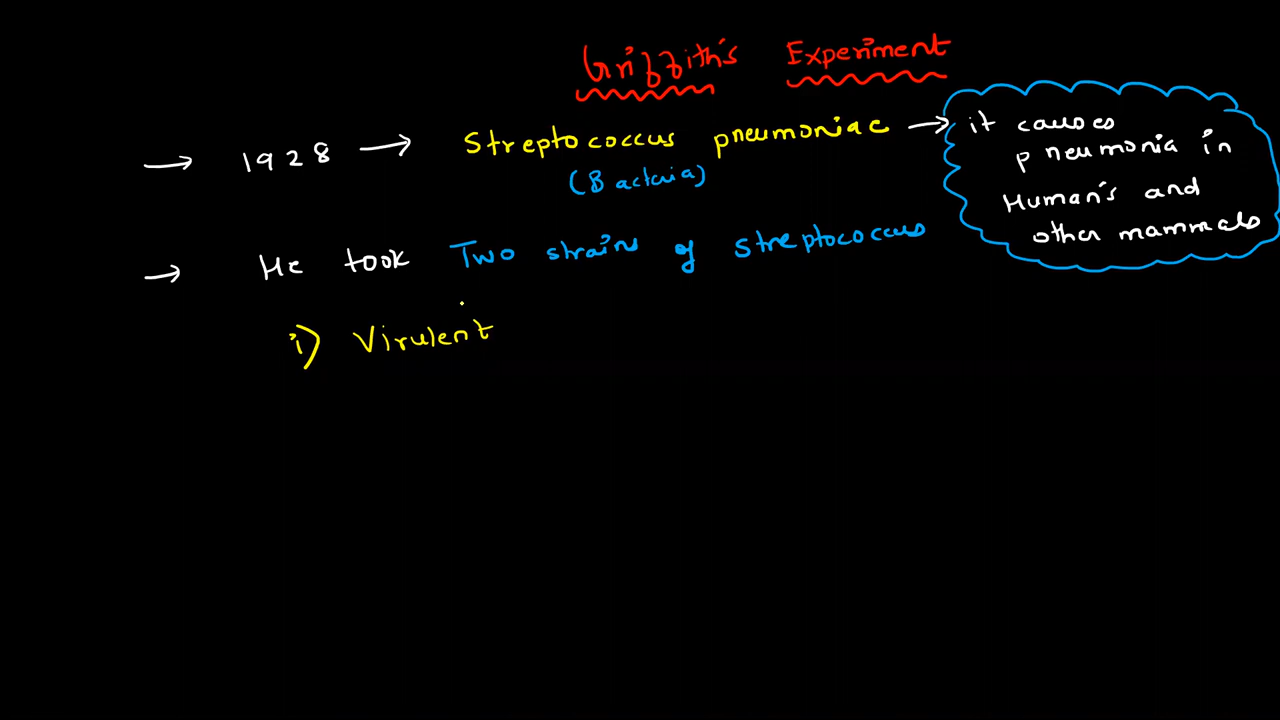 Griffith's Experiment
→ 1928 → Streptococcus pneumoniae → it causes
pneumonia in
Human's and
other mammals
(Bacteria)
→ He took Two strains of streptococcus
i) Virulent